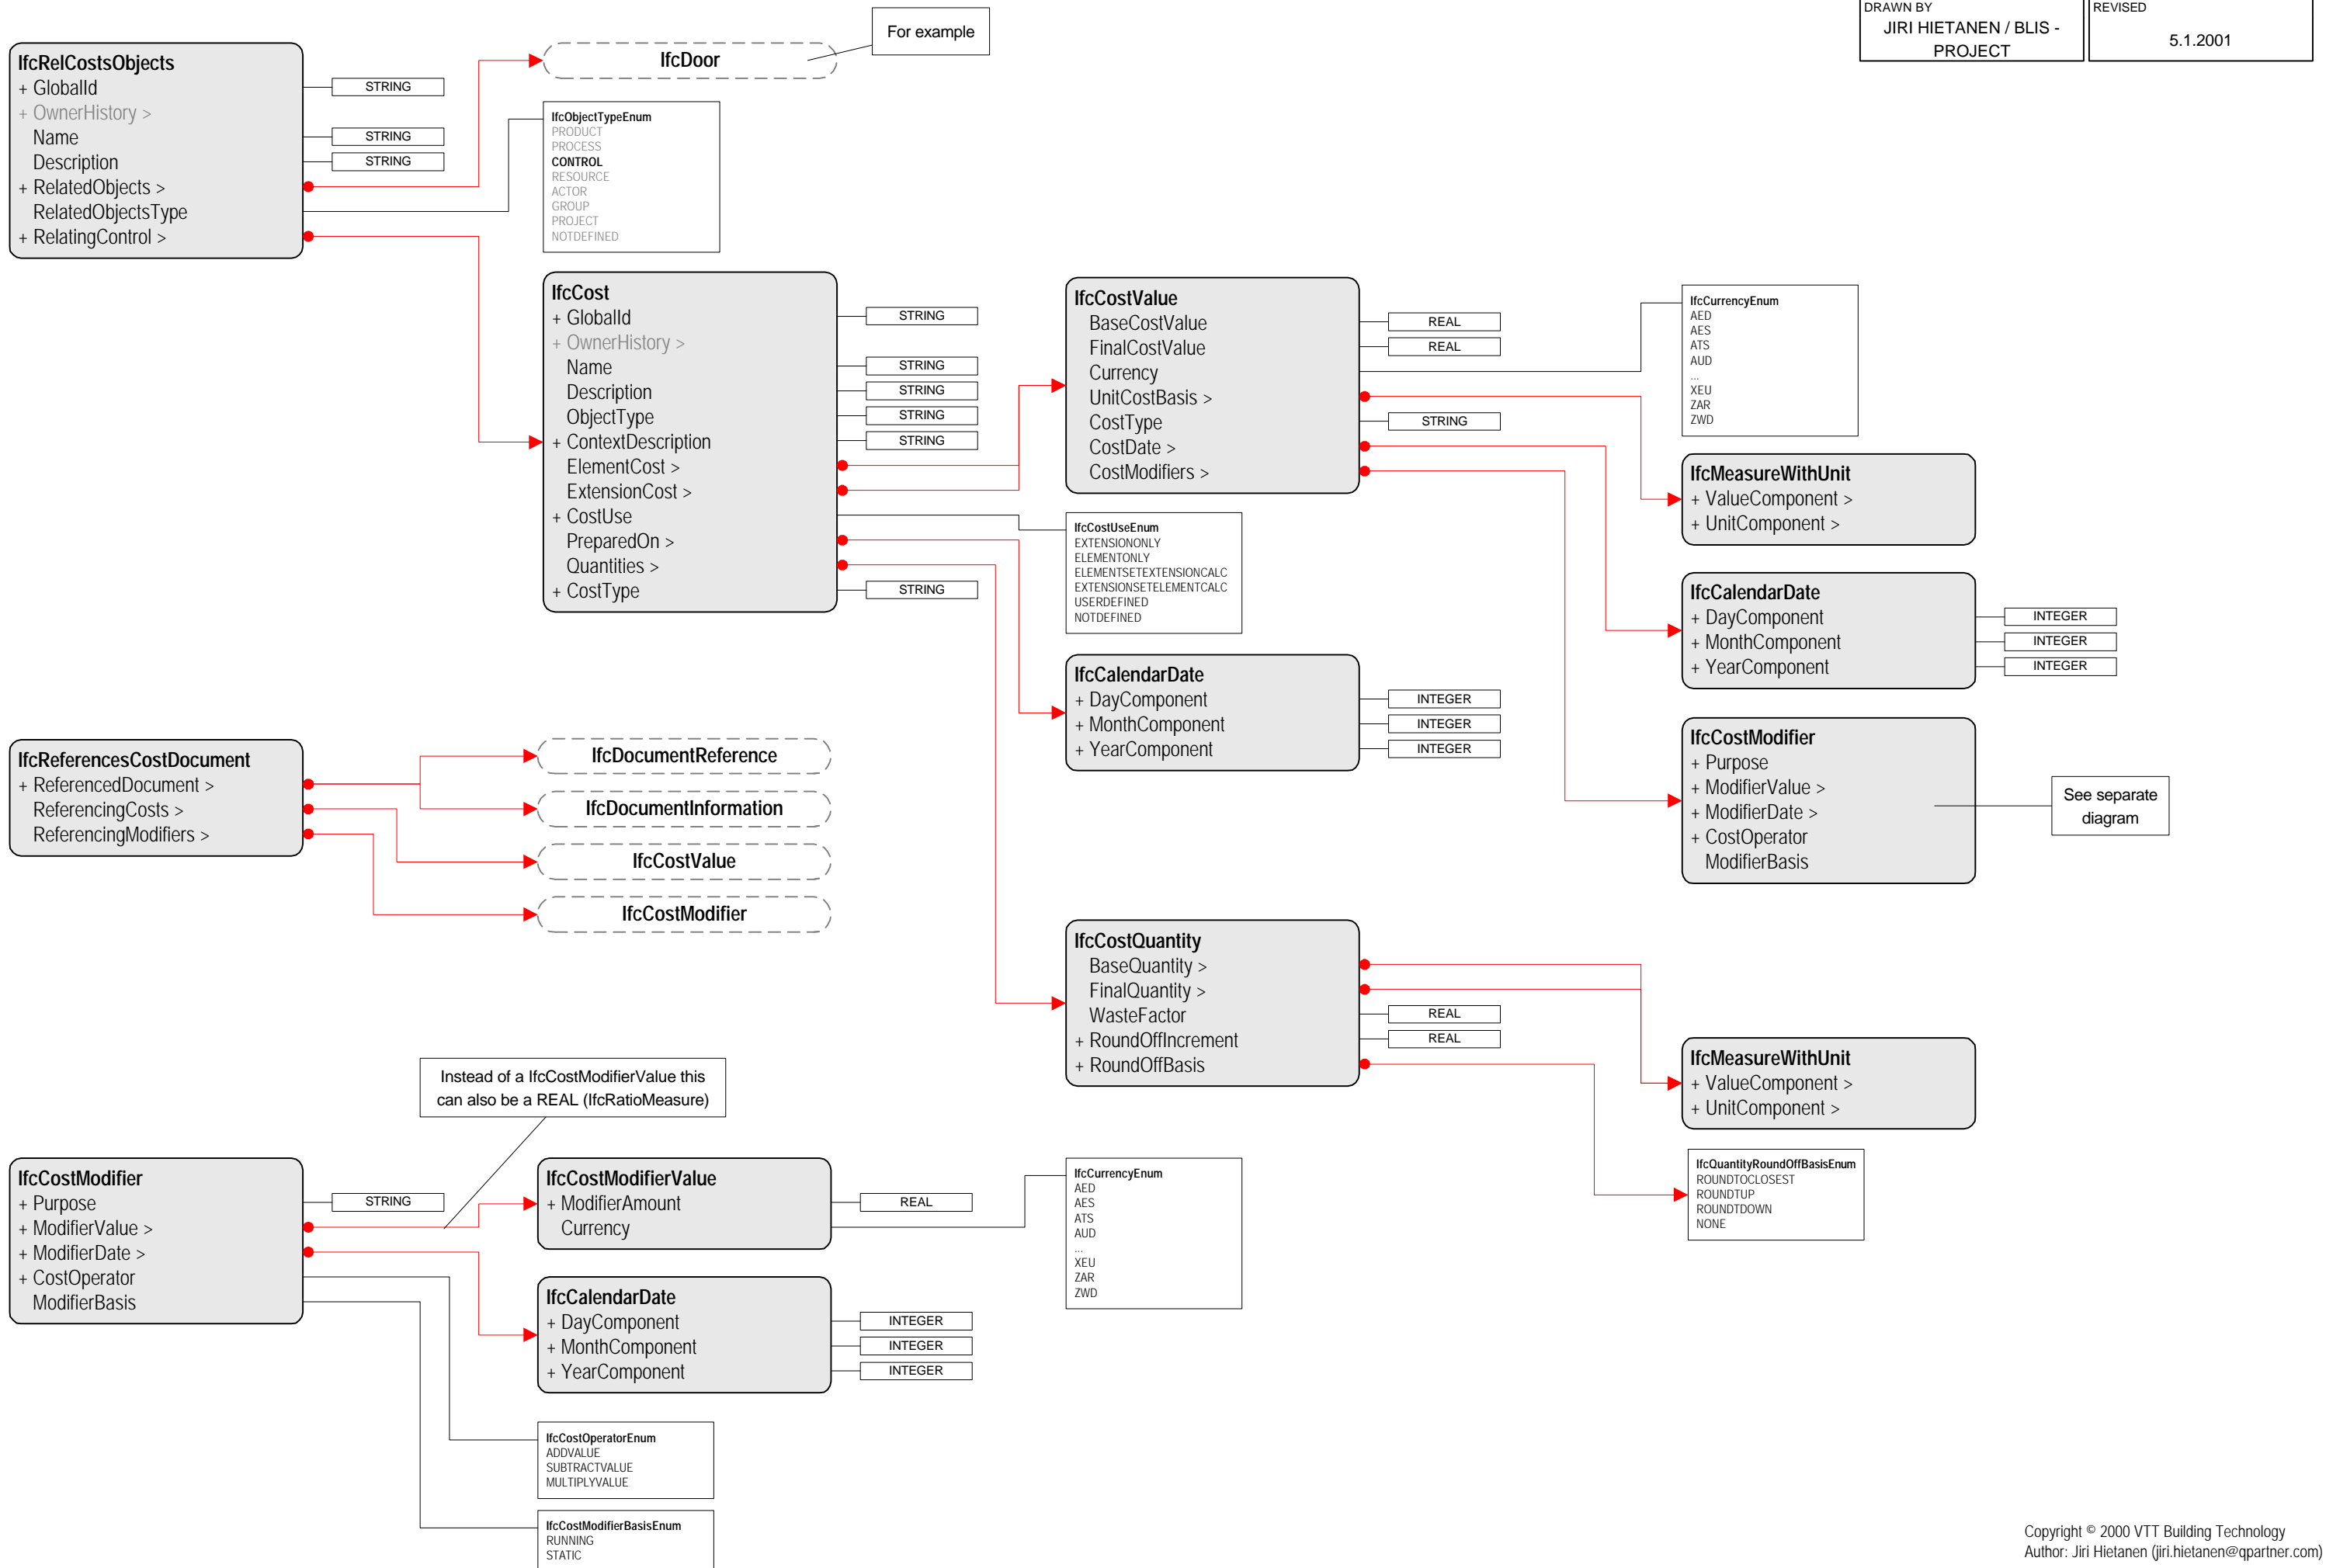 DRAWN BY
JIRI HIETANEN / BLIS -
PROJECT
REVISED
5.1.2001
For example
IfcRelCostsObjects
+ GlobalId
+ OwnerHistory >
Name
Description
+ RelatedObjects >
RelatedObjectsType
+ RelatingControl >
STRING
STRING
STRING
IfcDoor
IfcObjectTypeEnum
PRODUCT
PROCESS
CONTROL
RESOURCE
ACTOR
GROUP
PROJECT
NOTDEFINED
IfcCost
+ GlobalId
+ OwnerHistory >
Name
Description
ObjectType
+ ContextDescription
ElementCost >
ExtensionCost >
+ CostUse
PreparedOn >
Quantities >
+ CostType
STRING
STRING
STRING
STRING
STRING
STRING
IfcCostValue
BaseCostValue
FinalCostValue
Currency
UnitCostBasis >
CostType
CostDate >
CostModifiers >
REAL
REAL
STRING
IfcCurrencyEnum
AED
AES
ATS
AUD
...
XEU
ZAR
ZWD
IfcMeasureWithUnit
+ ValueComponent >
+ UnitComponent >
IfcCostUseEnum
EXTENSIONONLY
ELEMENTONLY
ELEMENTSETEXTENSIONCALC
EXTENSIONSETELEMENTCALC
USERDEFINED
NOTDEFINED
IfcCalendarDate
+ DayComponent
+ MonthComponent
+ YearComponent
INTEGER
INTEGER
INTEGER
IfcCalendarDate
+ DayComponent
+ MonthComponent
+ YearComponent
INTEGER
INTEGER
INTEGER
IfcCostModifier
+ Purpose
+ ModifierValue >
+ ModifierDate >
+ CostOperator
ModifierBasis
See separate
diagram
IfcReferencesCostDocument
+ ReferencedDocument >
ReferencingCosts >
ReferencingModifiers >
IfcDocumentReference
IfcDocumentInformation
IfcCostValue
IfcCostModifier
IfcCostQuantity
BaseQuantity >
FinalQuantity >
WasteFactor
+ RoundOffIncrement
+ RoundOffBasis
REAL
REAL
IfcMeasureWithUnit
+ ValueComponent >
+ UnitComponent >
IfcQuantityRoundOffBasisEnum
ROUNDTOCLOSEST
ROUNDTUP
ROUNDTDOWN
NONE
Instead of a IfcCostModifierValue this
can also be a REAL (IfcRatioMeasure)
IfcCostModifier
+ Purpose
+ ModifierValue >
+ ModifierDate >
+ CostOperator
ModifierBasis
STRING
IfcCostModifierValue
+ ModifierAmount
Currency
REAL
IfcCurrencyEnum
AED
AES
ATS
AUD
...
XEU
ZAR
ZWD
IfcCalendarDate
+ DayComponent
+ MonthComponent
+ YearComponent
INTEGER
INTEGER
INTEGER
IfcCostOperatorEnum
ADDVALUE
SUBTRACTVALUE
MULTIPLYVALUE
IfcCostModifierBasisEnum
RUNNING
STATIC
Copyright © 2000 VTT Building Technology
Author: Jiri Hietanen (jiri.hietanen@qpartner.com)